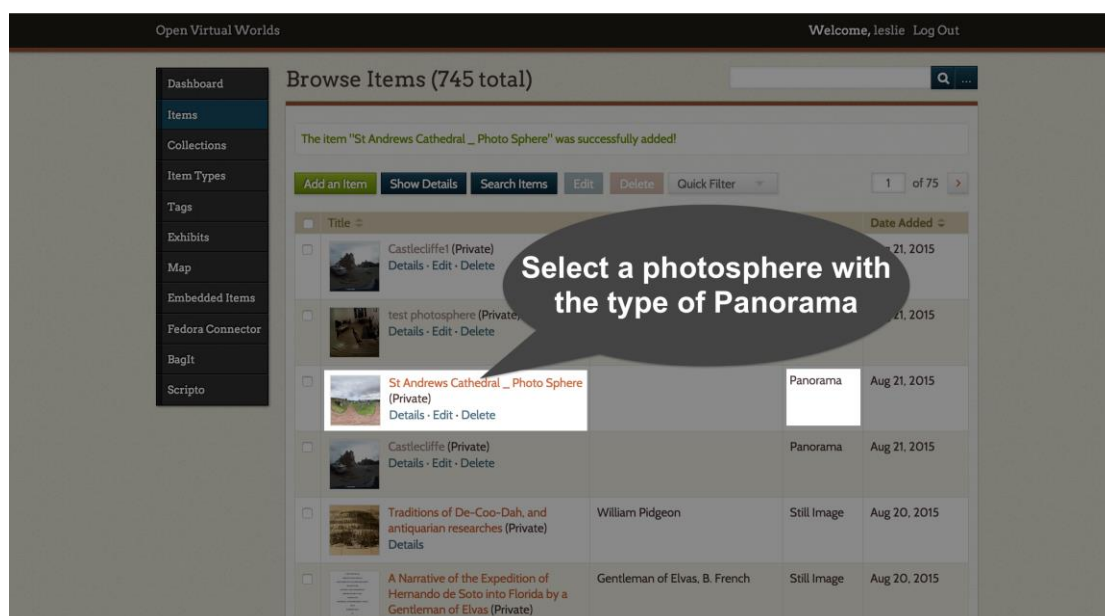 Open Virtual Worlds
Welcome, leslie Log Out
Dashboard
Items
Collections
Item Types
Tags
Exhibits
Map
Embedded Items
Fedora Connector
BagIt
Scripto
Browse Items (745 total)
...
The item "St Andrews Cathedral _ Photo Sphere" was successfully added!
Add an Item Show Details Search Items Edit Delete Quick Filter 1 of 75 >
Title Date Added
Castlecliffe1 (Private)
Details · Edit · Delete
21, 2015
Select a photosphere with
the type of Panorama
test photosphere (Private)
Details · Edit · Delete
21, 2015
St Andrews Cathedral _ Photo Sphere
(Private)
Details · Edit · Delete
Panorama Aug 21, 2015
Castlecliffe (Private)
Details · Edit · Delete
Panorama Aug 21, 2015
Traditions of De-Coo-Dah, and
antiquarian researches (Private)
Details
William Pidgeon Still Image Aug 20, 2015
A Narrative of the Expedition of
Hernando de Soto into Florida by a
Gentleman of Elvas (Private)
Gentleman of Elvas, B. French Still Image Aug 20, 2015